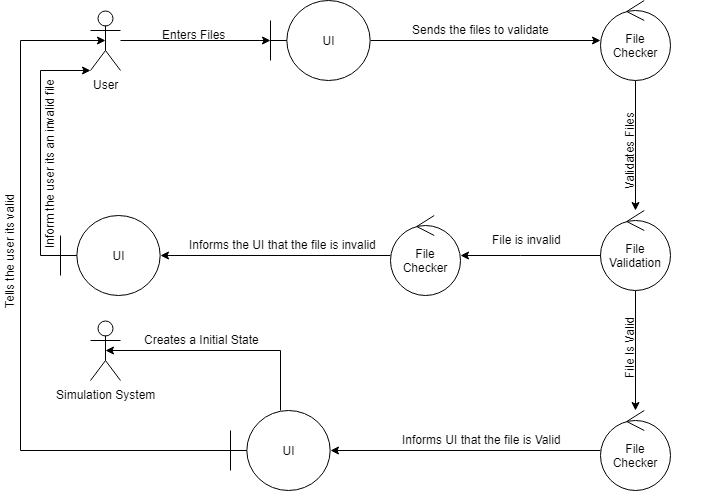 Enters Files
UI
Sends the files to validate
File
Checker
User
Inform the user its an invalid file
Validates Files
Tells the user its valid
UI
Informs the UI that the file is invalid
File
Checker
File is invalid
File
Validation
File Is Valid
Creates a Initial State
Simulation System
UI
Informs UI that the file is Valid
File
Checker